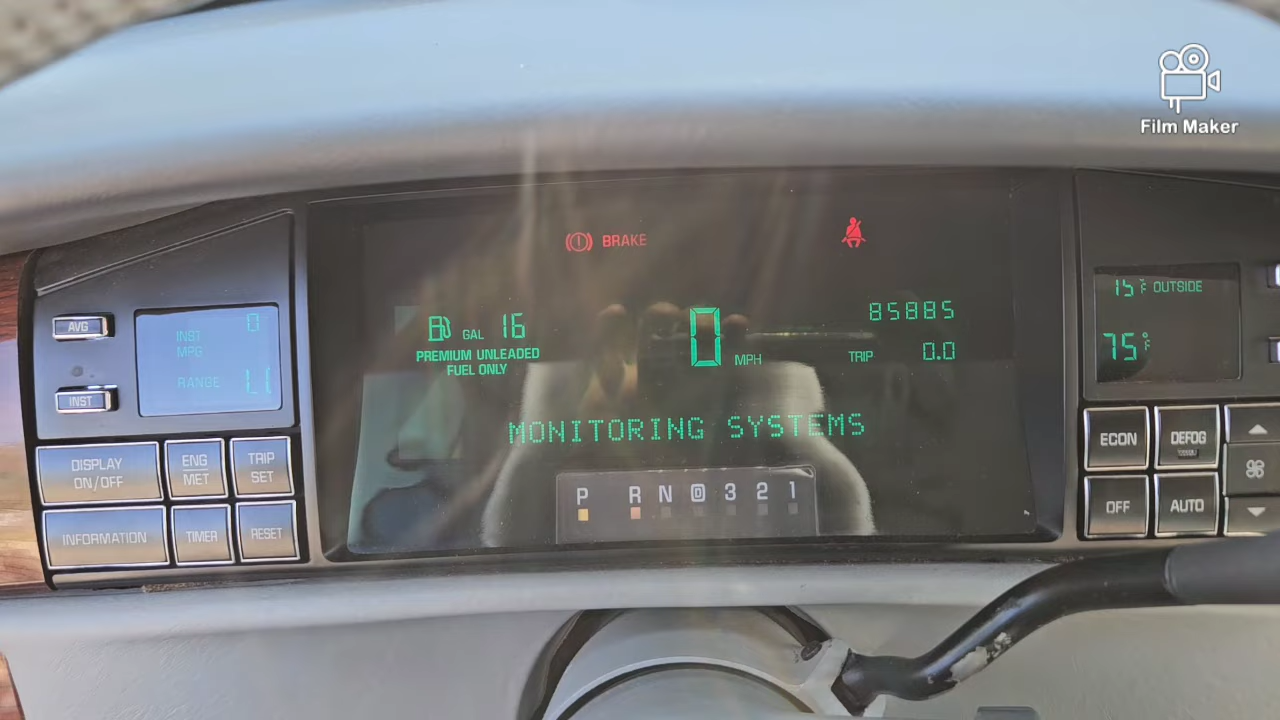 Film Maker
BRAKE
AVG
INST
INST 0
MPG
RANGE
GAL 16
PREMIUM UNLEADED
FUEL ONLY
0 MPH
85885
TRIP 0.0
15°F OUTSIDE
75°F
MONITORING SYSTEMS
P R N D 3 2 1
DISPLAY
ON/OFF
ENG
MET
TRIP
SET
INFORMATION
TIMER
RESET
ECON
DEFOG
OFF
AUTO